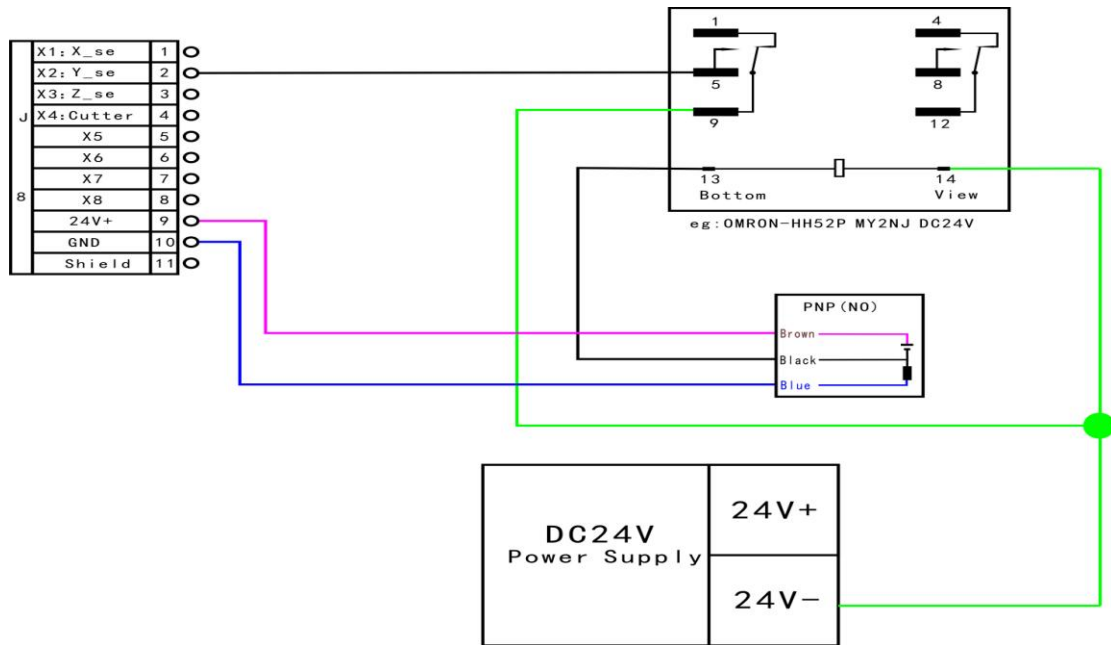 J8
X1: X_se 1
X2: Y_se 2
X3: Z_se 3
X4:Cutter 4
X5 5
X6 6
X7 7
X8 8
24V+ 9
GND 10
Shield 11
1 4
5 8
9 12
13 14
Bottom View
eg:OMRON-HH52P MY2NJ DC24V
PNP(NO)
Brown
Black
Blue
DC24V
Power Supply
24V+
24V-